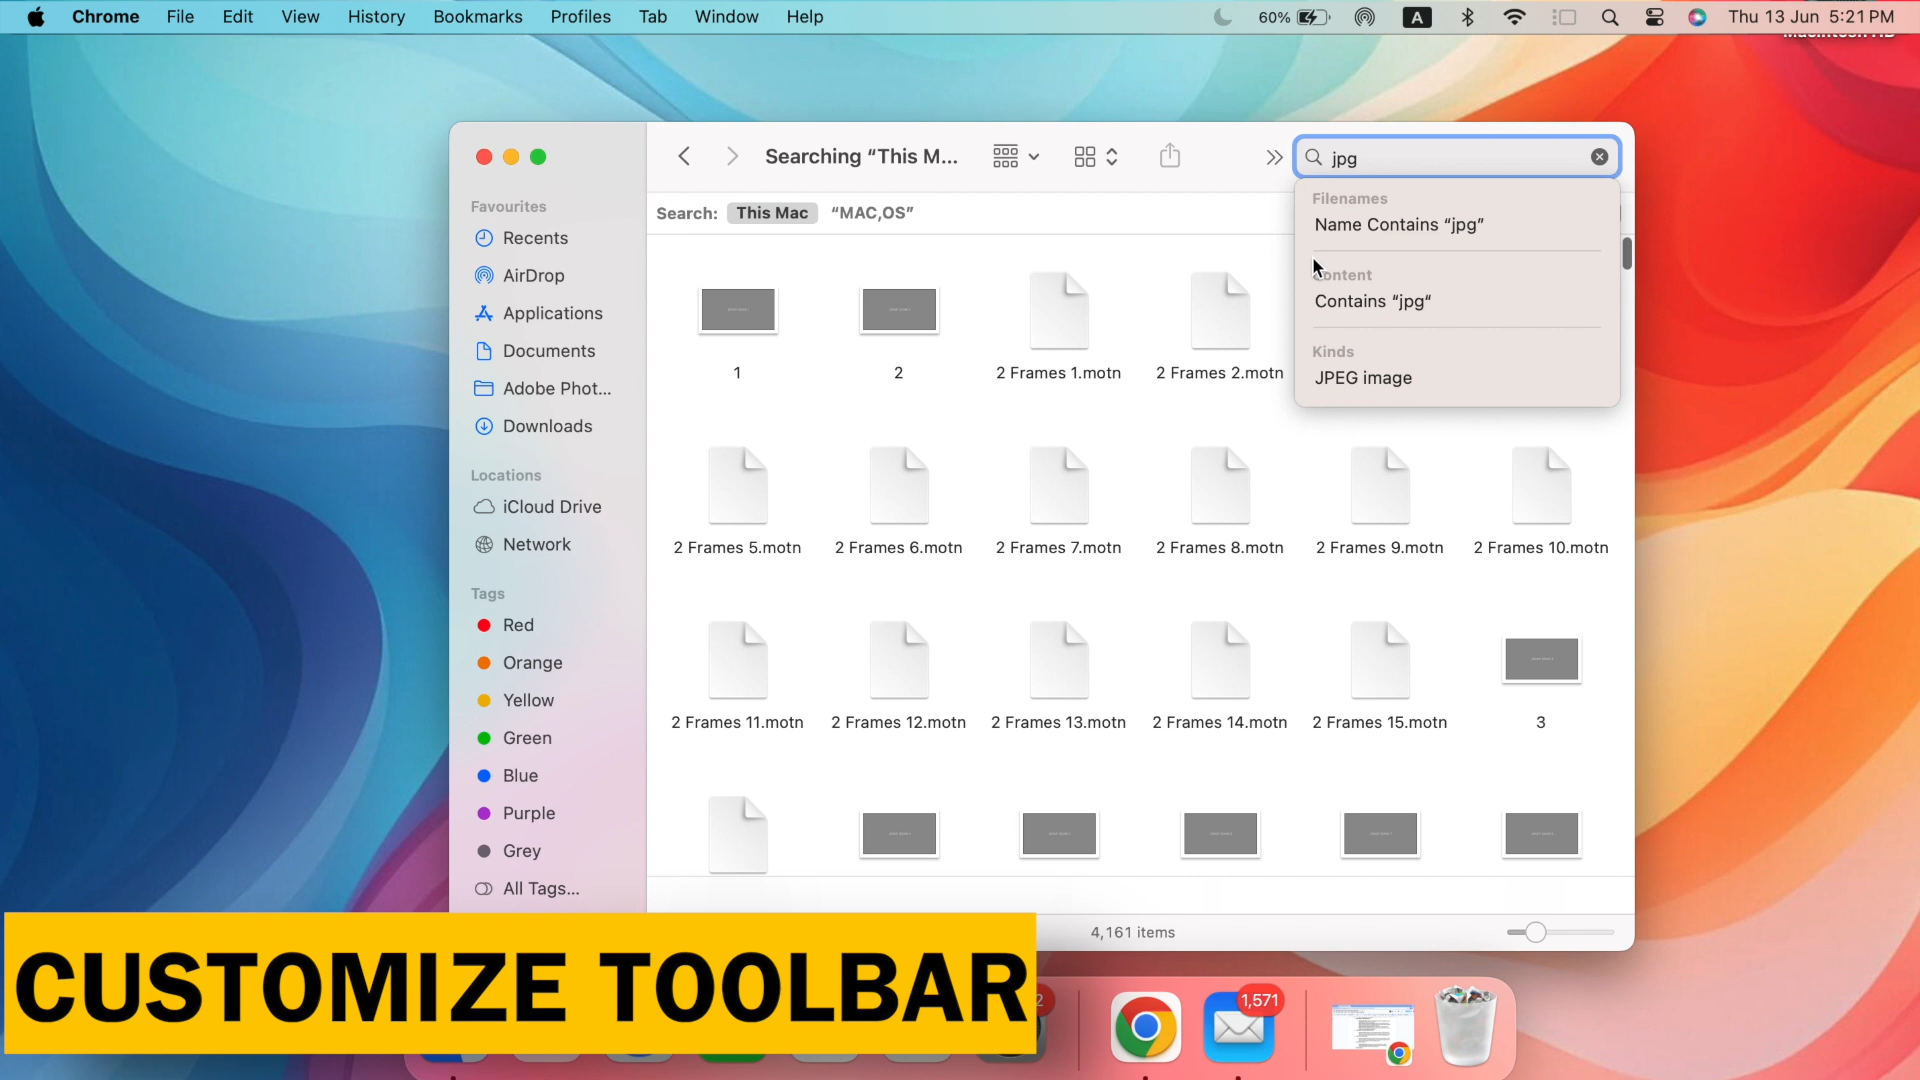 Chrome File Edit View History Bookmarks Profiles Tab Window Help 60% A Thu 13 Jun 5:21 PM
Searching “This M... jpg
Search: This Mac “MAC,OS”
Filenames
Name Contains “jpg”
Content
Contains “jpg“
Kinds
JPEG image
Favourites
Recents
AirDrop
Applications
Documents
Adobe Phot...
Downloads
Locations
iCloud Drive
Network
Tags
Red
Orange
Yellow
Green
Blue
Purple
Grey
All Tags...
1 2 2 Frames 1.motn 2 Frames 2.motn
2 Frames 5.motn 2 Frames 6.motn 2 Frames 7.motn 2 Frames 8.motn 2 Frames 9.motn 2 Frames 10.motn
2 Frames 11.motn 2 Frames 12.motn 2 Frames 13.motn 2 Frames 14.motn 2 Frames 15.motn 3
4,161 items
CUSTOMIZE TOOLBAR
2 1,571